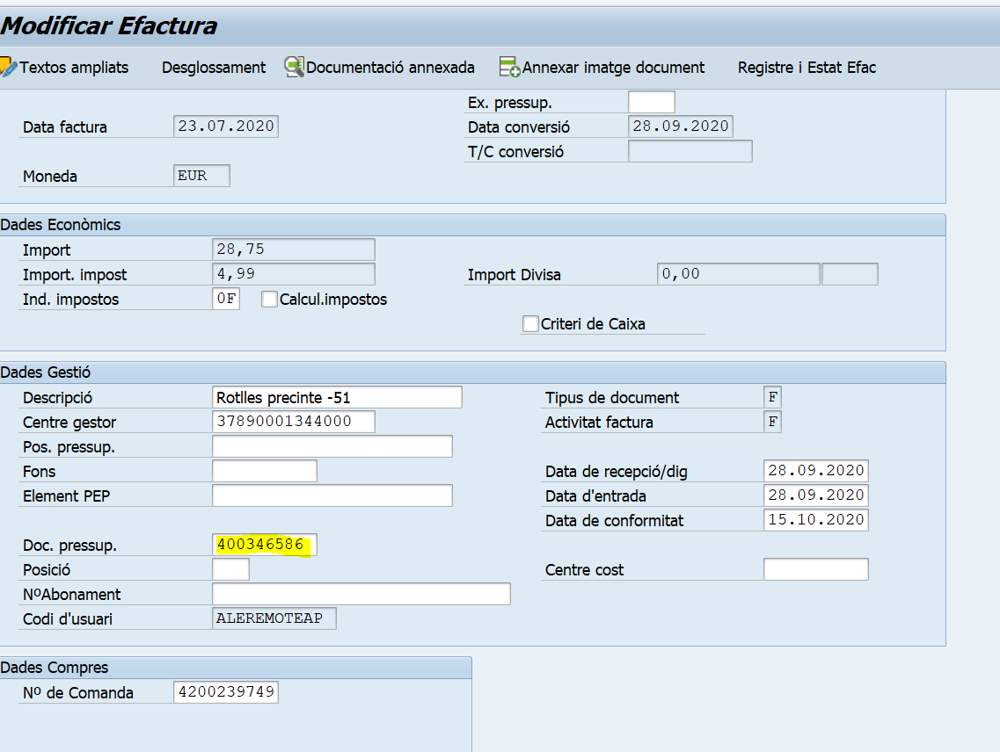 Modificar Efactura
Textos ampliats Desglossament Documentació annexada Annexar imatge document Registre i Estat Efac
Ex. pressup.
Data factura 23.07.2020 Data conversió 28.09.2020
T/C conversió
Moneda EUR
Dades Econòmics
Import 28,75
Import. impost 4,99 Import Divisa 0,00
Ind. impostos 0F Calcul.impostos
Criteri de Caixa
Dades Gestió
Descripció Rotlles precinte -51 Tipus de document F
Centre gestor 37890001344000 Activitat factura F
Pos. pressup.
Fons Data de recepció/dig 28.09.2020
Element PEP Data d'entrada 28.09.2020
Data de conformitat 15.10.2020
Doc. pressup. 400346586
Posició Centre cost
NºAbonament
Codi d'usuari ALEREMOTEAP
Dades Compres
Nº de Comanda 4200239749